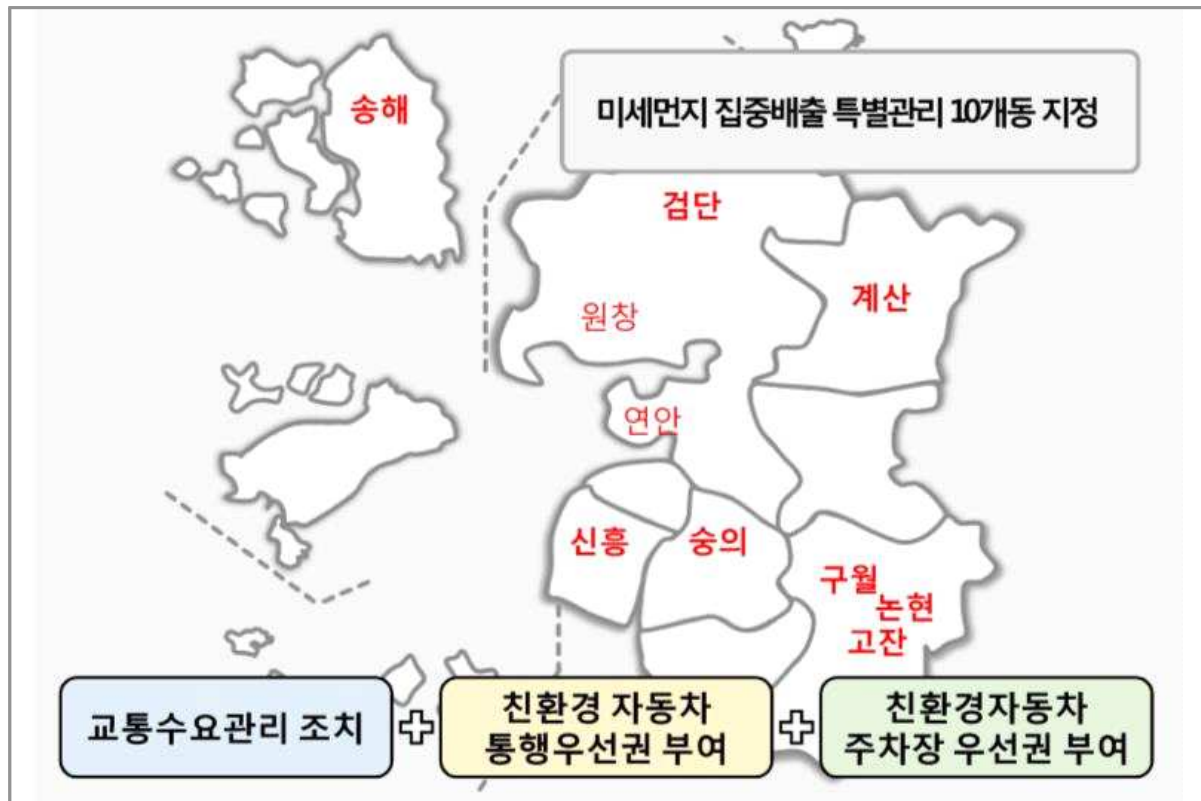 송해
미세먼지 집중배출 특별관리 10개동 지정
검단
계산
원창
연안
신흥
숭의
구월
논현
고잔
교통수요관리 조치
친환경 자동차
통행우선권 부여
친환경자동차
주차장 우선권 부여